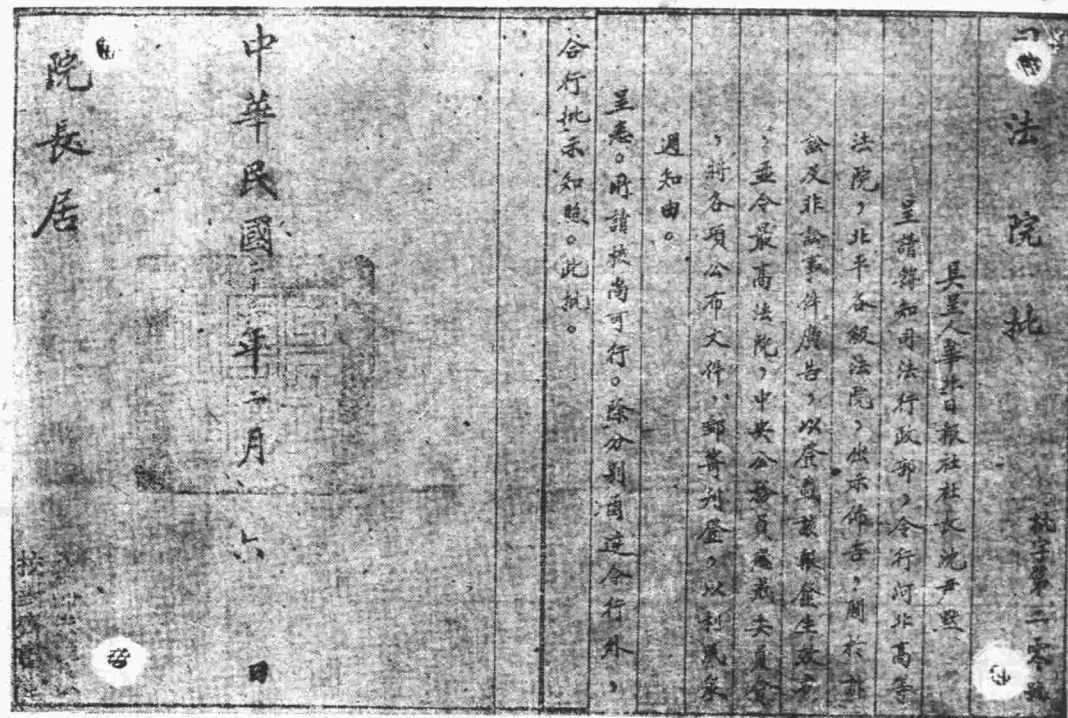 法院批
批字第二零號
具呈人華北日報社社長沈尹默
呈請轉知司法行政部，令行河北高等
法院，北平各級法院，佈告，關於訴
訟及非訟事件廣告，以登載該報發生效力
，並令最高法院，中央公務員懲戒委員會
，將各項公布文件，郵寄刊登，以利民眾
週知由。
呈悉。所請核尚可行。除分別函達令行外，
合行批示知照。此批。
中華民國二十 年二月 六 日
院長居